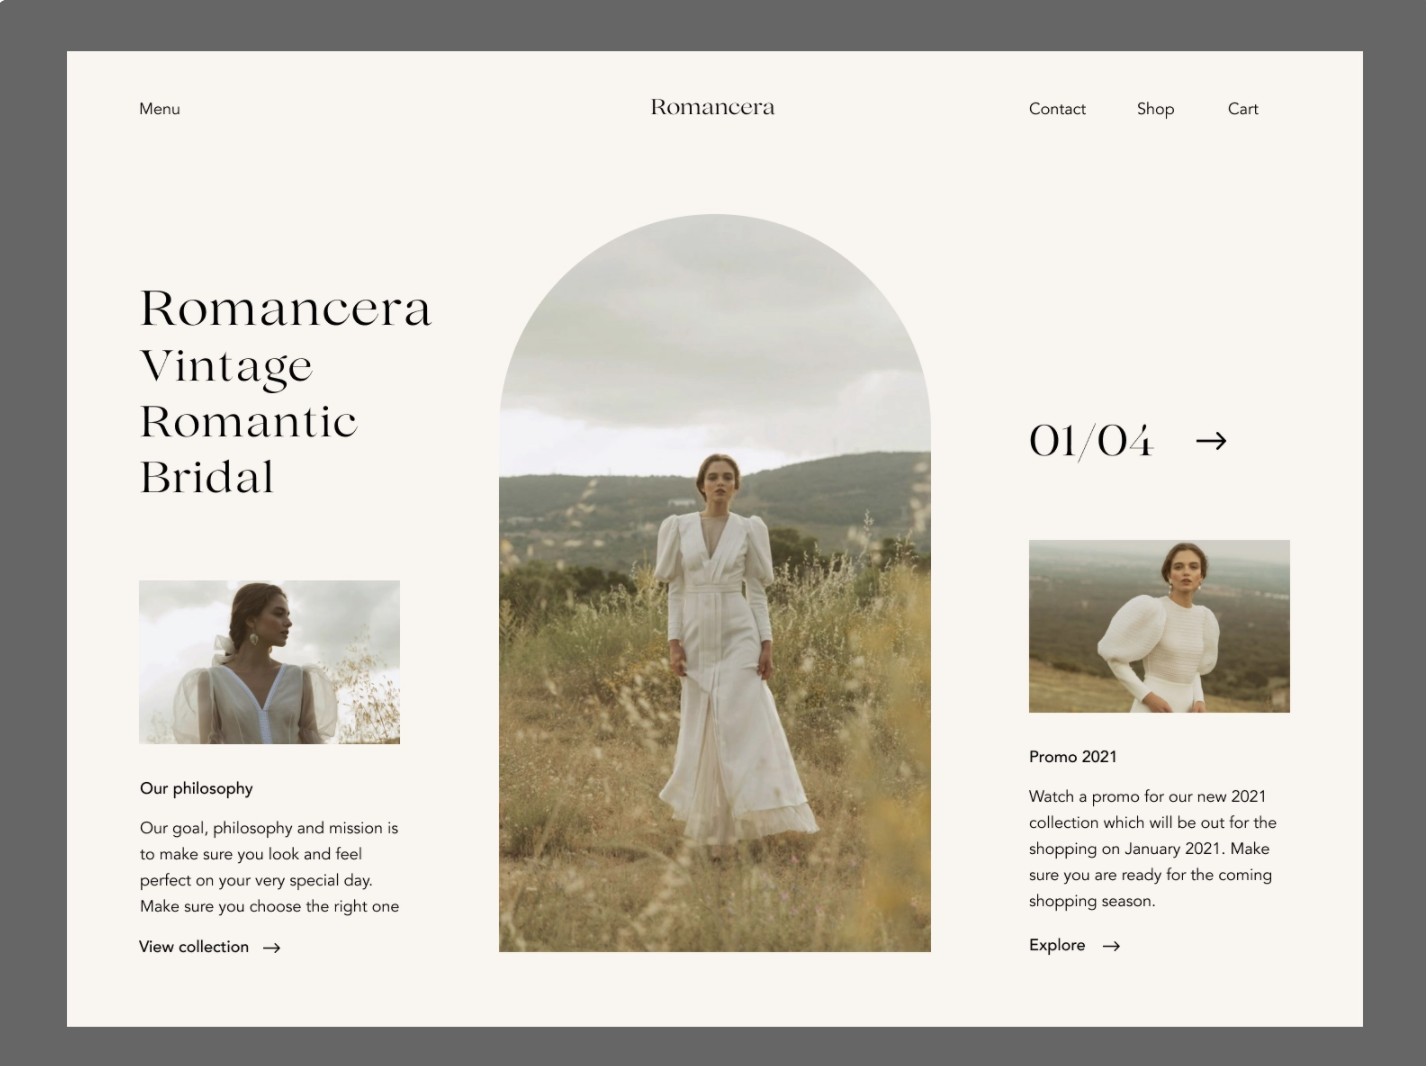 Menu
Romancera
Contact
Shop
Cart
Romancera
Vintage
Romantic
Bridal
Our philosophy
Our goal, philosophy and mission is
to make sure you look and feel
perfect on your very special day.
Make sure you choose the right one
View collection →
01/04 →
Promo 2021
Watch a promo for our new 2021
collection which will be out for the
shopping on January 2021. Make
sure you are ready for the coming
shopping season.
Explore →